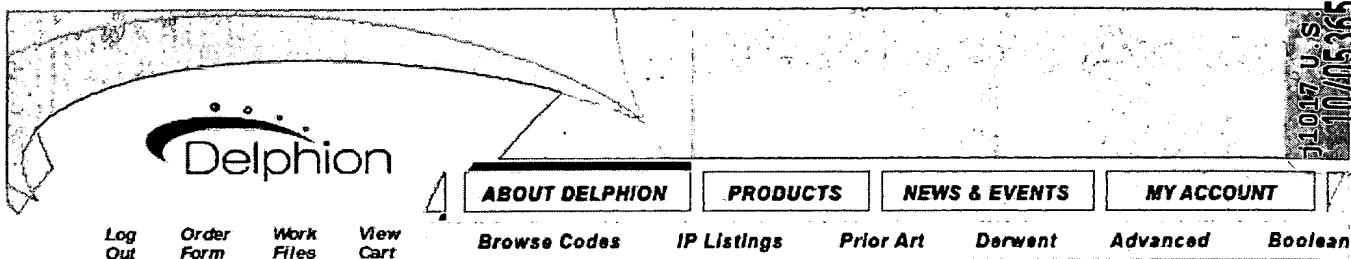 j1017 U.S.
Delphion
ABOUT DELPHION PRODUCTS NEWS & EVENTS MY ACCOUNT
Log Out Order Form Work Files View Cart
Browse Codes IP Listings Prior Art Derwent Advanced Boolean